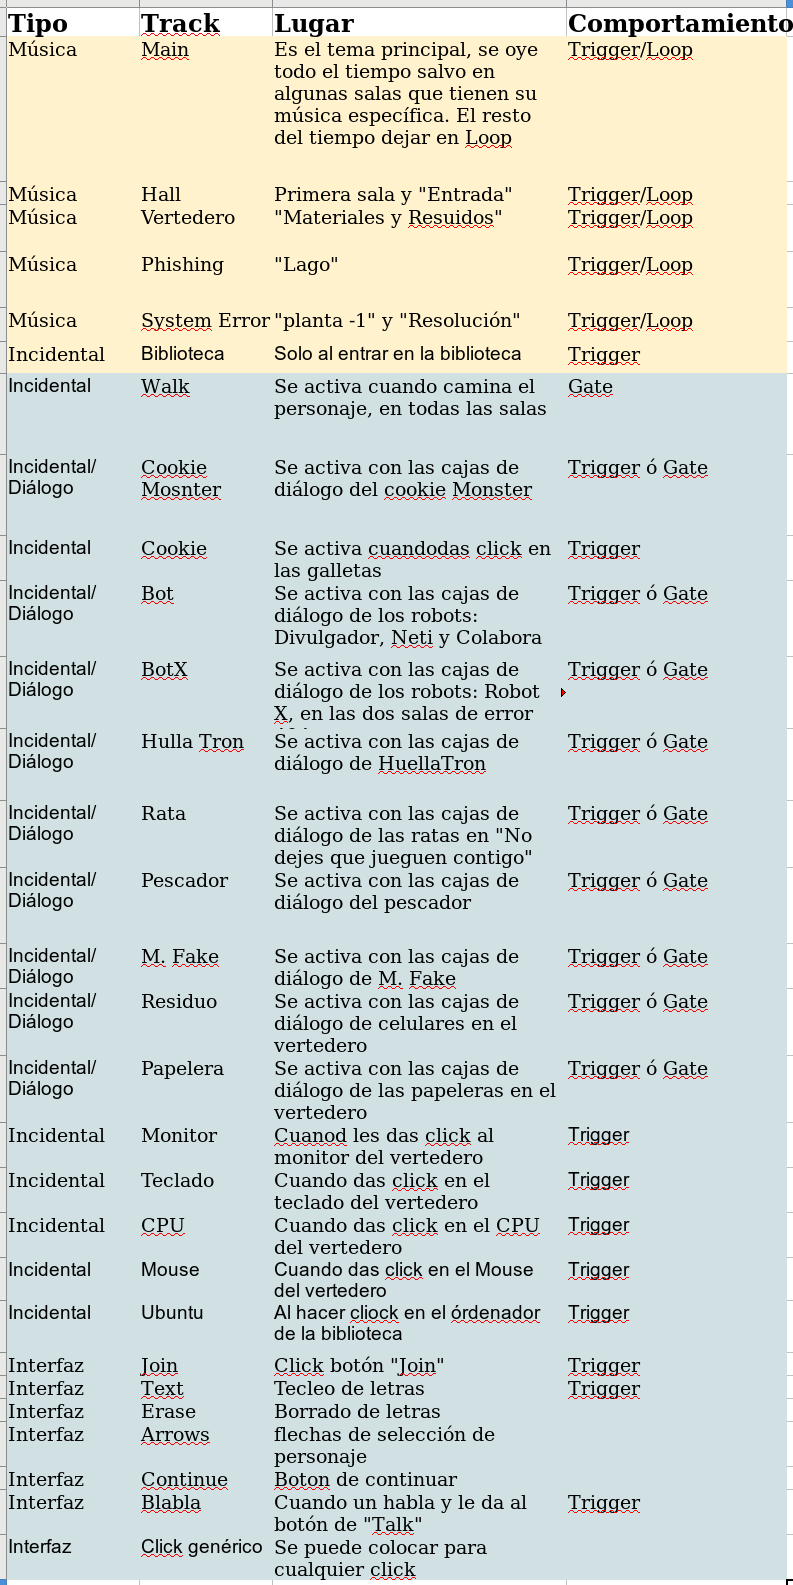 Tipo Track Lugar Comportamiento
Música Main Es el tema principal, se oye Trigger/Loop
todo el tiempo salvo en
algunas salas que tienen su
música específica. El resto
del tiempo dejar en Loop
Música Hall Primera sala y "Entrada" Trigger/Loop
Música Vertedero "Materiales y Resuidos" Trigger/Loop
Música Phishing "Lago" Trigger/Loop
Música System Error "planta -1" y "Resolución" Trigger/Loop
Incidental Biblioteca Solo al entrar en la biblioteca Trigger
Incidental Walk Se activa cuando camina el Gate
personaje, en todas las salas
Incidental/ Cookie Se activa con las cajas de Trigger ó Gate
Diálogo Mosnter diálogo del cookie Monster
Incidental Cookie Se activa cuandodas click en Trigger
las galletas
Incidental/ Bot Se activa con las cajas de Trigger ó Gate
Diálogo diálogo de los robots:
Divulgador, Neti y Colabora
Incidental/ BotX Se activa con las cajas de Trigger ó Gate
Diálogo diálogo de los robots: Robot
X, en las dos salas de error
Incidental/ Hulla Tron Se activa con las cajas de Trigger ó Gate
Diálogo diálogo de HuellaTron
Incidental/ Rata Se activa con las cajas de Trigger ó Gate
Diálogo diálogo de las ratas en "No
dejes que jueguen contigo"
Incidental/ Pescador Se activa con las cajas de Trigger ó Gate
Diálogo diálogo del pescador
Incidental/ M. Fake Se activa con las cajas de Trigger ó Gate
Diálogo diálogo de M. Fake
Incidental/ Residuo Se activa con las cajas de Trigger ó Gate
Diálogo diálogo de celulares en el
vertedero
Incidental/ Papelera Se activa con las cajas de Trigger ó Gate
Diálogo diálogo de las papeleras en el
vertedero
Incidental Monitor Cuanod les das click al Trigger
monitor del vertedero
Incidental Teclado Cuando das click en el Trigger
teclado del vertedero
Incidental CPU Cuando das click en el CPU Trigger
del vertedero
Incidental Mouse Cuando das click en el Mouse Trigger
del vertedero
Incidental Ubuntu Al hacer cliock en el órdenador Trigger
de la biblioteca
Interfaz Join Click botón "Join" Trigger
Interfaz Text Tecleo de letras Trigger
Interfaz Erase Borrado de letras
Interfaz Arrows flechas de selección de
personaje
Interfaz Continue Boton de continuar
Interfaz Blabla Cuando un habla y le da al Trigger
botón de "Talk"
Interfaz Click genérico Se puede colocar para
cualquier click